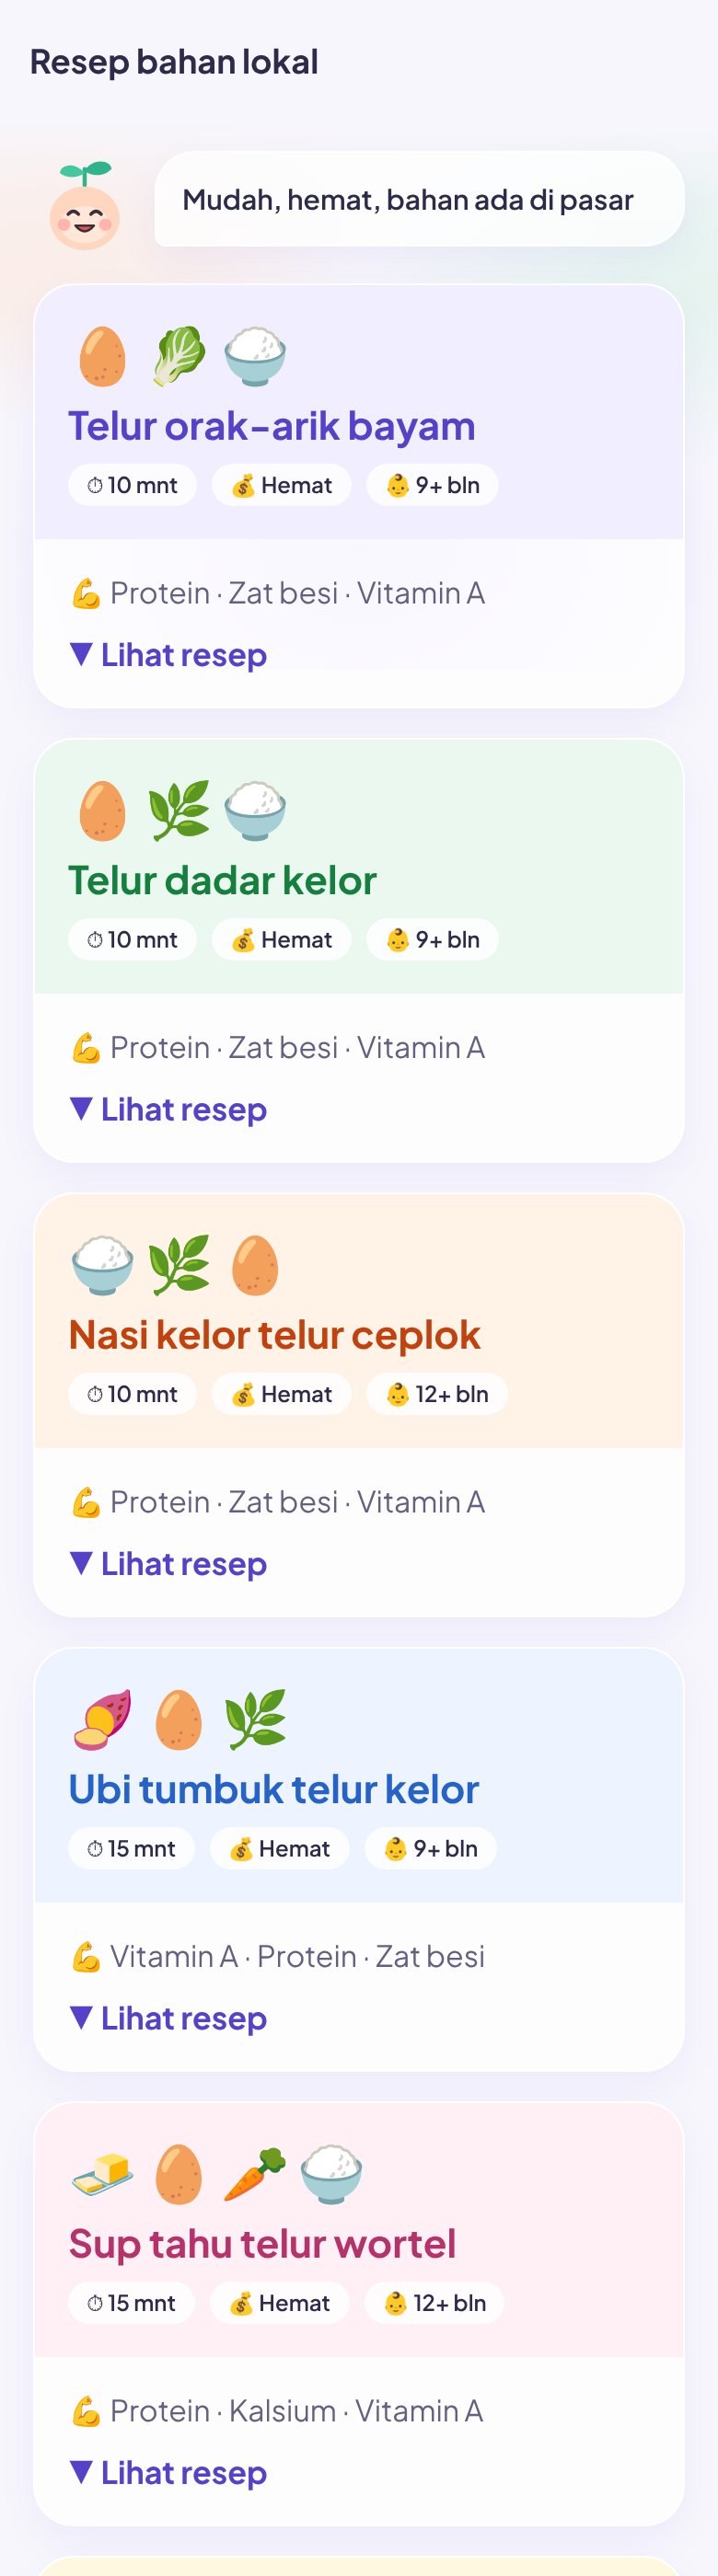 Resep bahan lokal
Mudah, hemat, bahan ada di pasar
Telur orak-arik bayam
⏱ 10 mnt 💰 Hemat 👶 9+ bln
💪 Protein · Zat besi · Vitamin A
▼ Lihat resep
Telur dadar kelor
⏱ 10 mnt 💰 Hemat 👶 9+ bln
💪 Protein · Zat besi · Vitamin A
▼ Lihat resep
Nasi kelor telur ceplok
⏱ 10 mnt 💰 Hemat 👶 12+ bln
💪 Protein · Zat besi · Vitamin A
▼ Lihat resep
Ubi tumbuk telur kelor
⏱ 15 mnt 💰 Hemat 👶 9+ bln
💪 Vitamin A · Protein · Zat besi
▼ Lihat resep
Sup tahu telur wortel
⏱ 15 mnt 💰 Hemat 👶 12+ bln
💪 Protein · Kalsium · Vitamin A
▼ Lihat resep